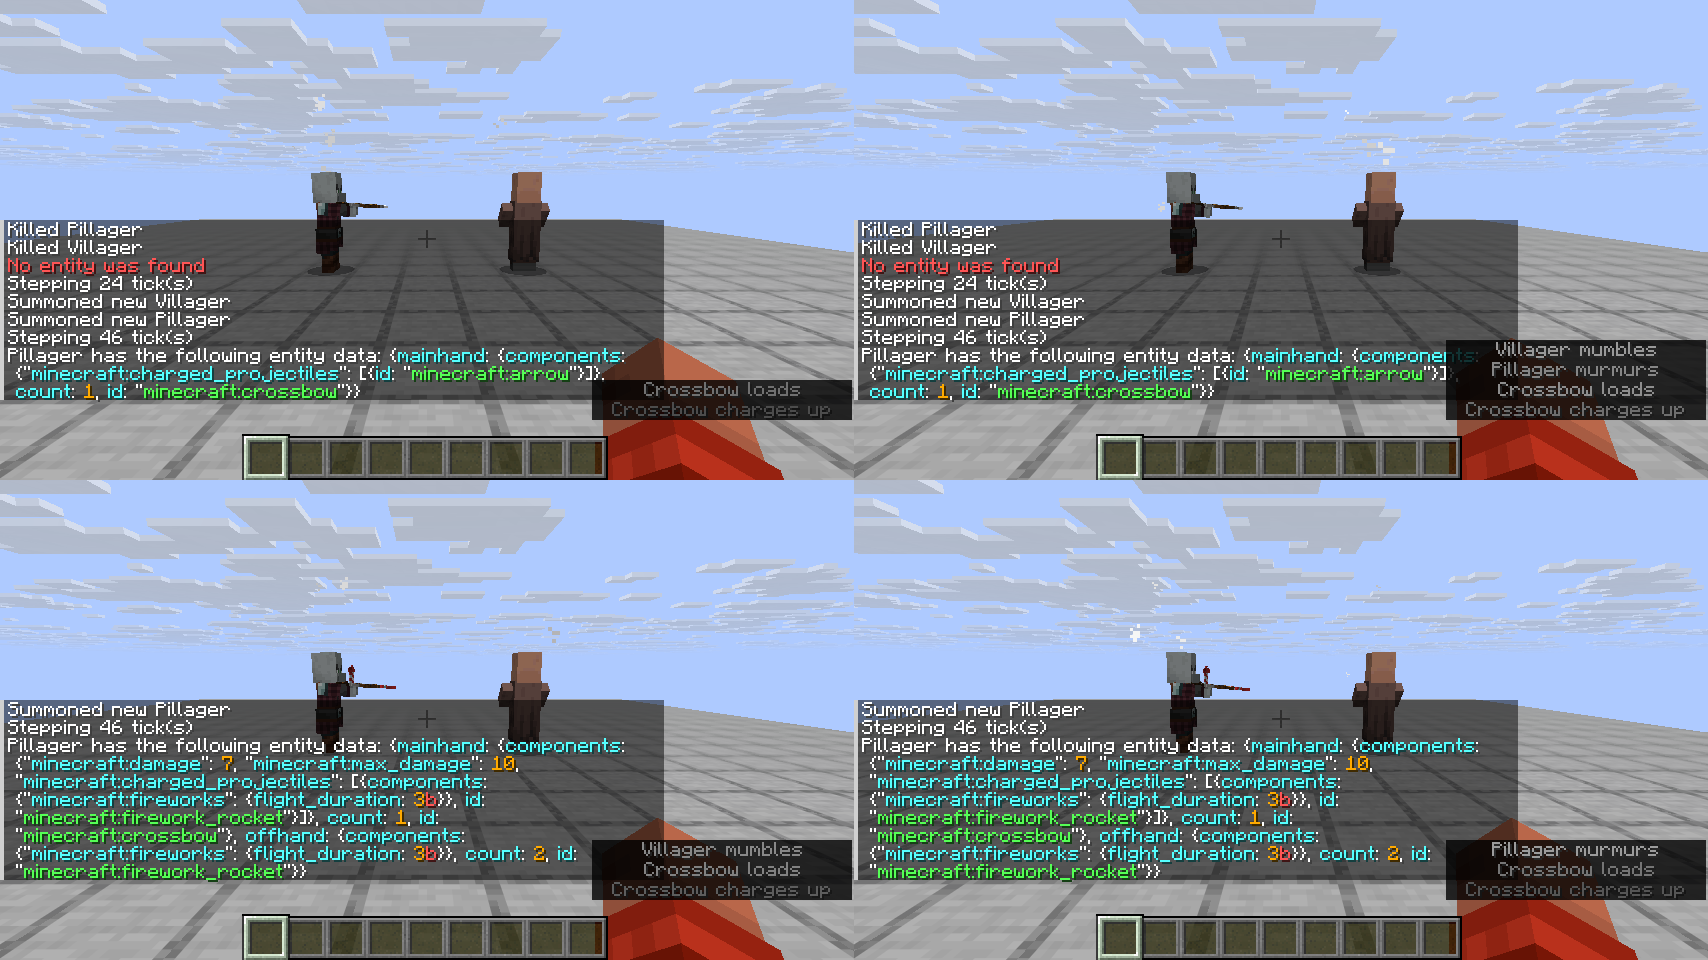 Killed Pillager
Killed Villager
No entity was found
Stepping 24 tick(s)
Summoned new Villager
Summoned new Pillager
Stepping 46 tick(s)
Pillager has the following entity data: {mainhand: {components:
{"minecraft:charged_projectiles": [{id: "minecraft:arrow"}]},
count: 1, id: "minecraft:crossbow"}}
Crossbow loads
Crossbow charges up
Killed Pillager
Killed Villager
No entity was found
Stepping 24 tick(s)
Summoned new Villager
Summoned new Pillager
Stepping 46 tick(s)
Pillager has the following entity data: {mainhand: {components:
{"minecraft:charged_projectiles": [{id: "minecraft:arrow"}]},
count: 1, id: "minecraft:crossbow"}}
Villager mumbles
Pillager murmurs
Crossbow loads
Crossbow charges up
Summoned new Pillager
Stepping 46 tick(s)
Pillager has the following entity data: {mainhand: {components:
{"minecraft:damage": 7, "minecraft:max_damage": 10,
"minecraft:charged_projectiles": [{components:
{"minecraft:fireworks": {flight_duration: 3b}}, id:
"minecraft:firework_rocket"}]}, count: 1, id:
"minecraft:crossbow"}, offhand: {components:
{"minecraft:fireworks": {flight_duration: 3b}}, count: 2, id:
"minecraft:firework_rocket"}}
Villager mumbles
Crossbow loads
Crossbow charges up
Summoned new Pillager
Stepping 46 tick(s)
Pillager has the following entity data: {mainhand: {components:
{"minecraft:damage": 7, "minecraft:max_damage": 10,
"minecraft:charged_projectiles": [{components:
{"minecraft:fireworks": {flight_duration: 3b}}, id:
"minecraft:firework_rocket"}]}, count: 1, id:
"minecraft:crossbow"}, offhand: {components:
{"minecraft:fireworks": {flight_duration: 3b}}, count: 2, id:
"minecraft:firework_rocket"}}
Pillager murmurs
Crossbow loads
Crossbow charges up